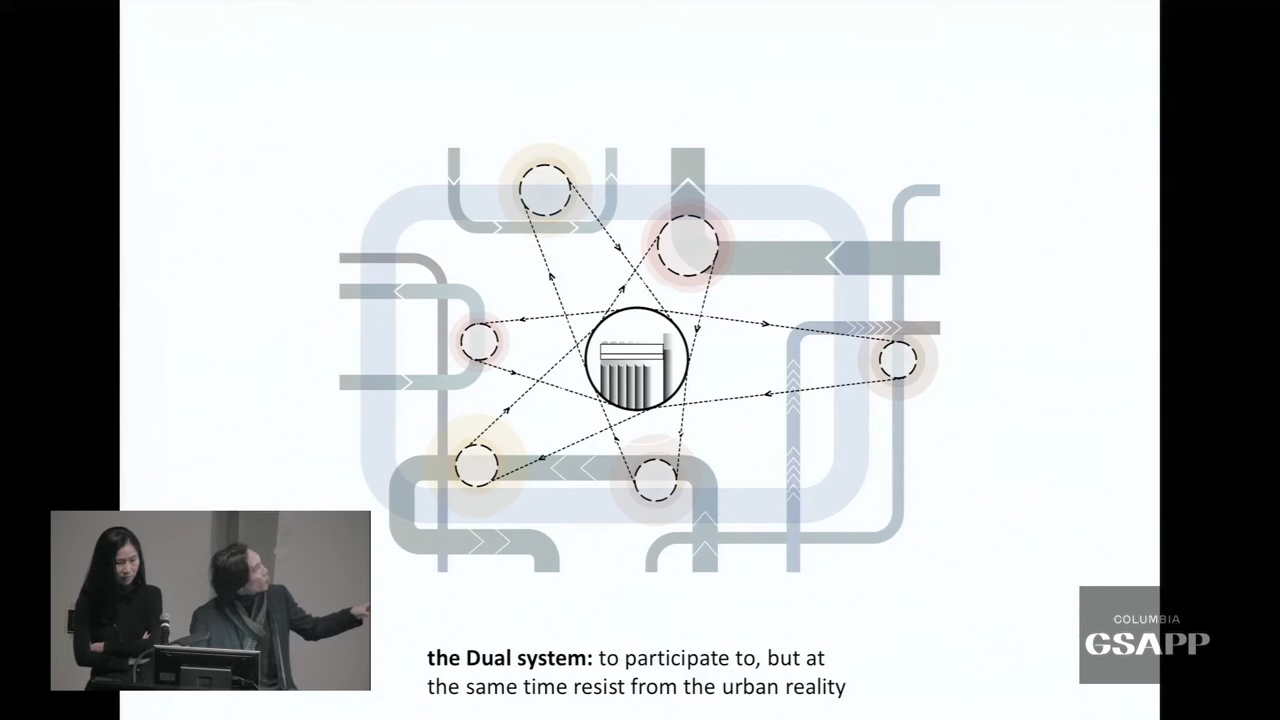 COLUMBIA
GSAPP
the Dual system: to participate to, but at
the same time resist from the urban reality